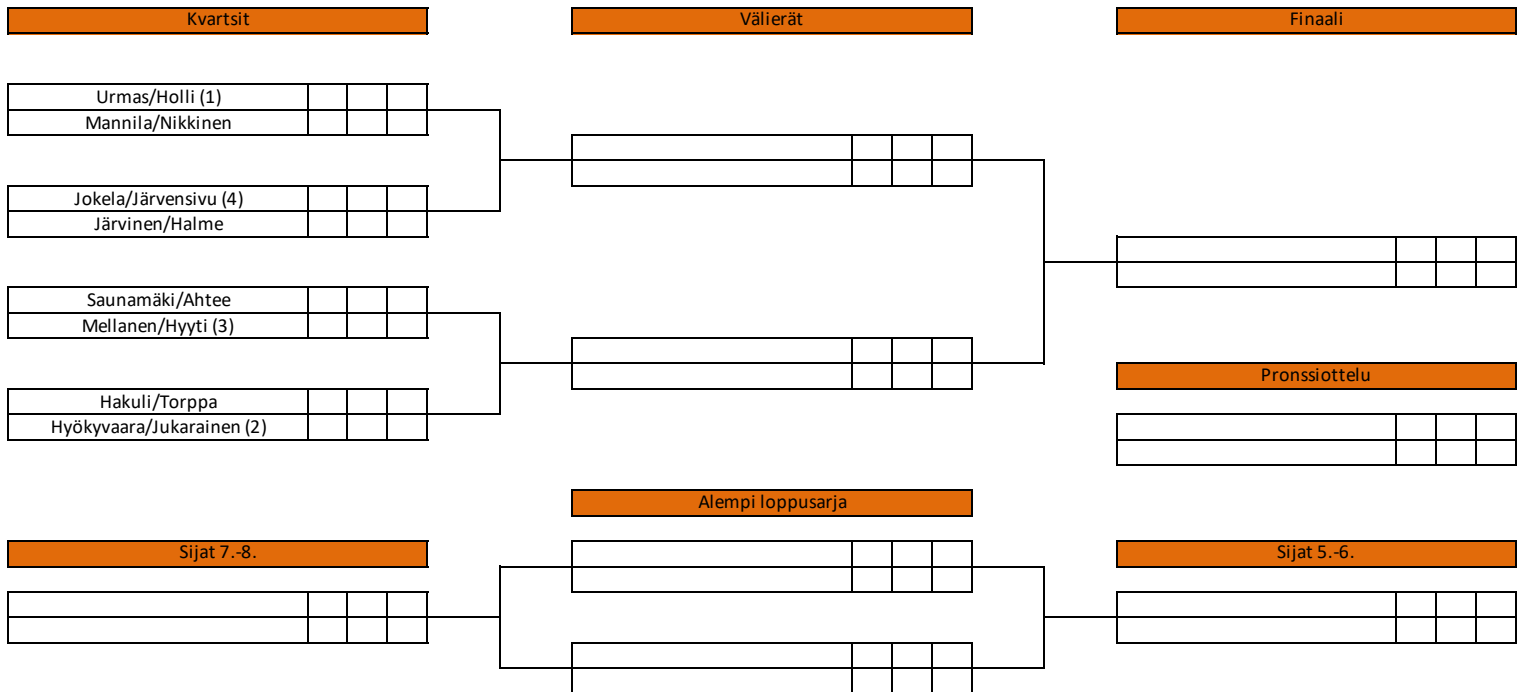 Kvartsit
Välierät
Finaali
Urmas/Holli (1)
Mannila/Nikkinen
Jokela/Järvensivu (4)
Järvinen/Halme
Saunamäki/Ahtee
Mellanen/Hyyti (3)
Pronssiottelu
Hakuli/Torppa
Hyökyvaara/Jukarainen (2)
Alempi loppusarja
Sijat 7.-8.
Sijat 5.-6.